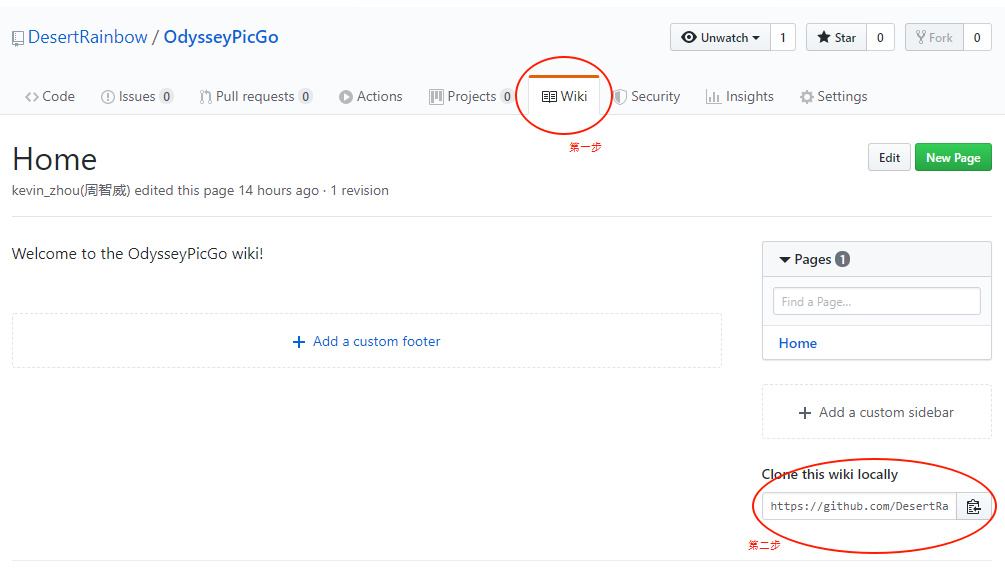 DesertRainbow / OdysseyPicGo
Unwatch 1 Star 0 Fork 0
Code Issues 0 Pull requests 0 Actions Projects 0 Wiki Security Insights Settings
第一步
Home
Edit New Page
kevin_zhou(周智威) edited this page 14 hours ago · 1 revision
Welcome to the OdysseyPicGo wiki!
Pages 1
Find a Page...
Home
Add a custom footer
Add a custom sidebar
Clone this wiki locally
https://github.com/DesertRa
第二步